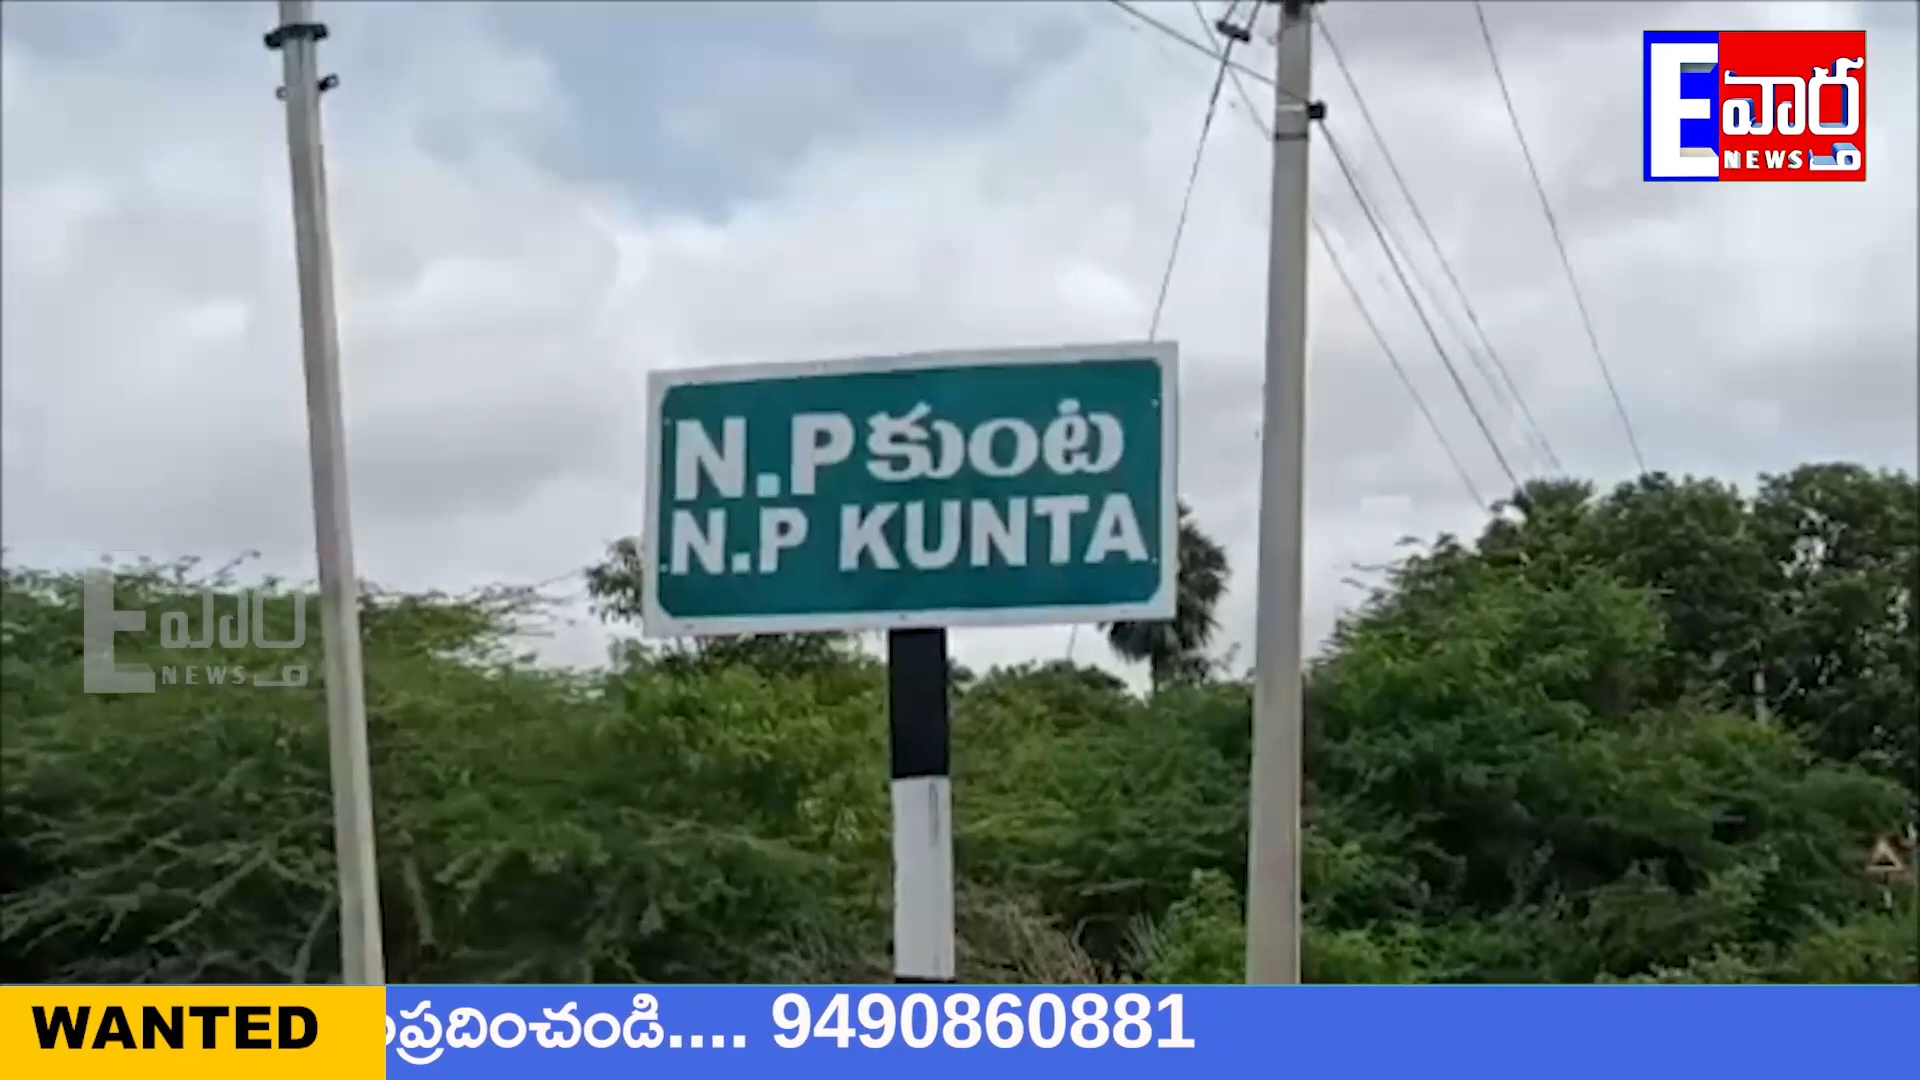 E వార్త
NEWS
N.P కుంట
N.P KUNTA
E వార్త
NEWS
WANTED
ప్రదించండి.... 9490860881